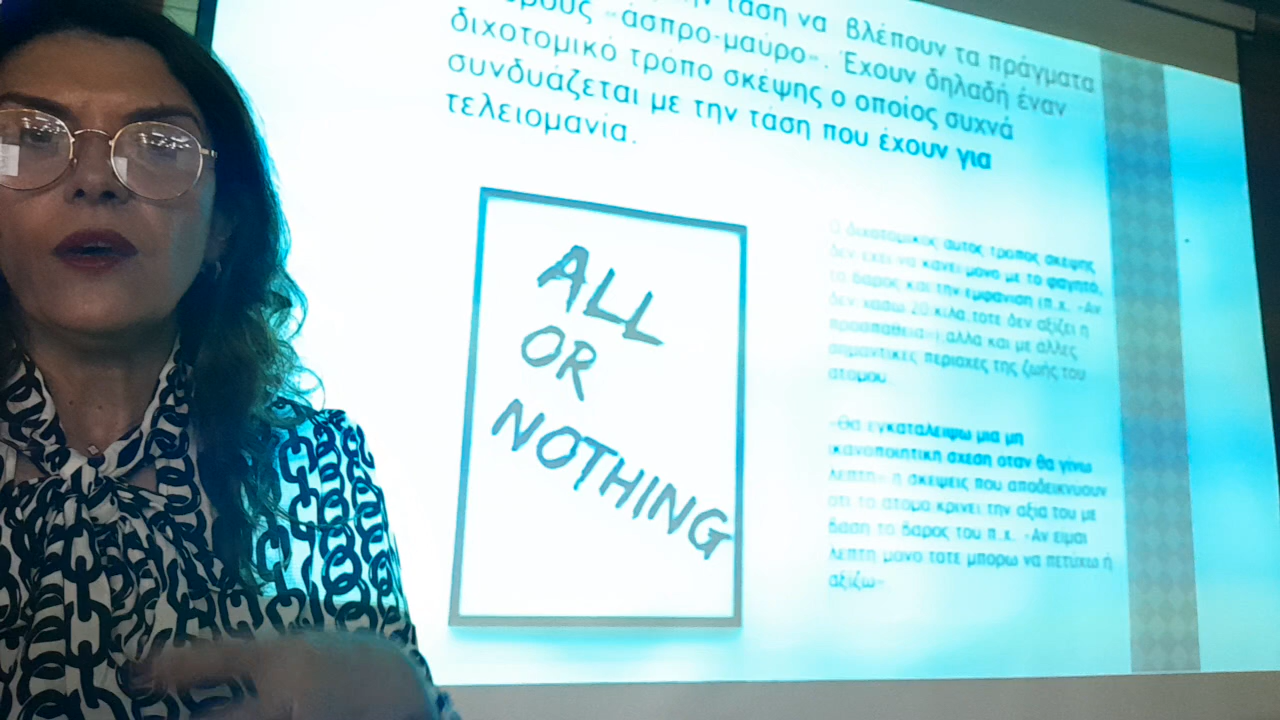 τάση να βλέπουν τα πράγματα
«άσπρο-μαύρο». Έχουν δηλαδή έναν
διχοτομικό τρόπο σκέψης ο οποίος συχνά
συνδυάζεται με την τάση που έχουν για
τελειομανία.
ALL
OR
NOTHING
Ο διχοτομικός αυτός τρόπος σκέψης
δεν έχει να κάνει μόνο με το φαγητό,
το βάρος και την εμφάνιση (π.χ. «Αν
δεν χάσω 20 κιλά τότε δεν αξίζει η
προσπάθεια») αλλά και με άλλες
σημαντικές περιοχές της ζωής του
ατόμου.
«Θα εγκαταλείψω μια μη
ικανοποιητική σχέση όταν θα γίνω
λεπτή» ή σκέψεις που αποδεικνύουν
ότι το άτομο κρίνει την αξία του με
βάση το βάρος του π.χ. «Αν είμαι
λεπτή μόνο τότε μπορώ να πετύχω ή
αξίζω»